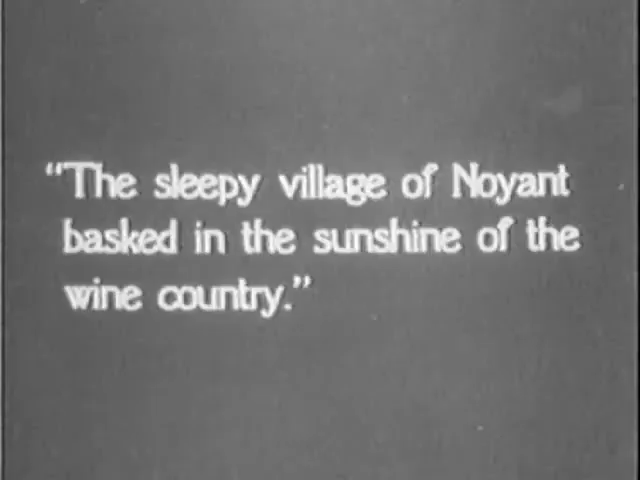 “The sleepy village of Noyant
basked in the sunshine of the
wine country.”